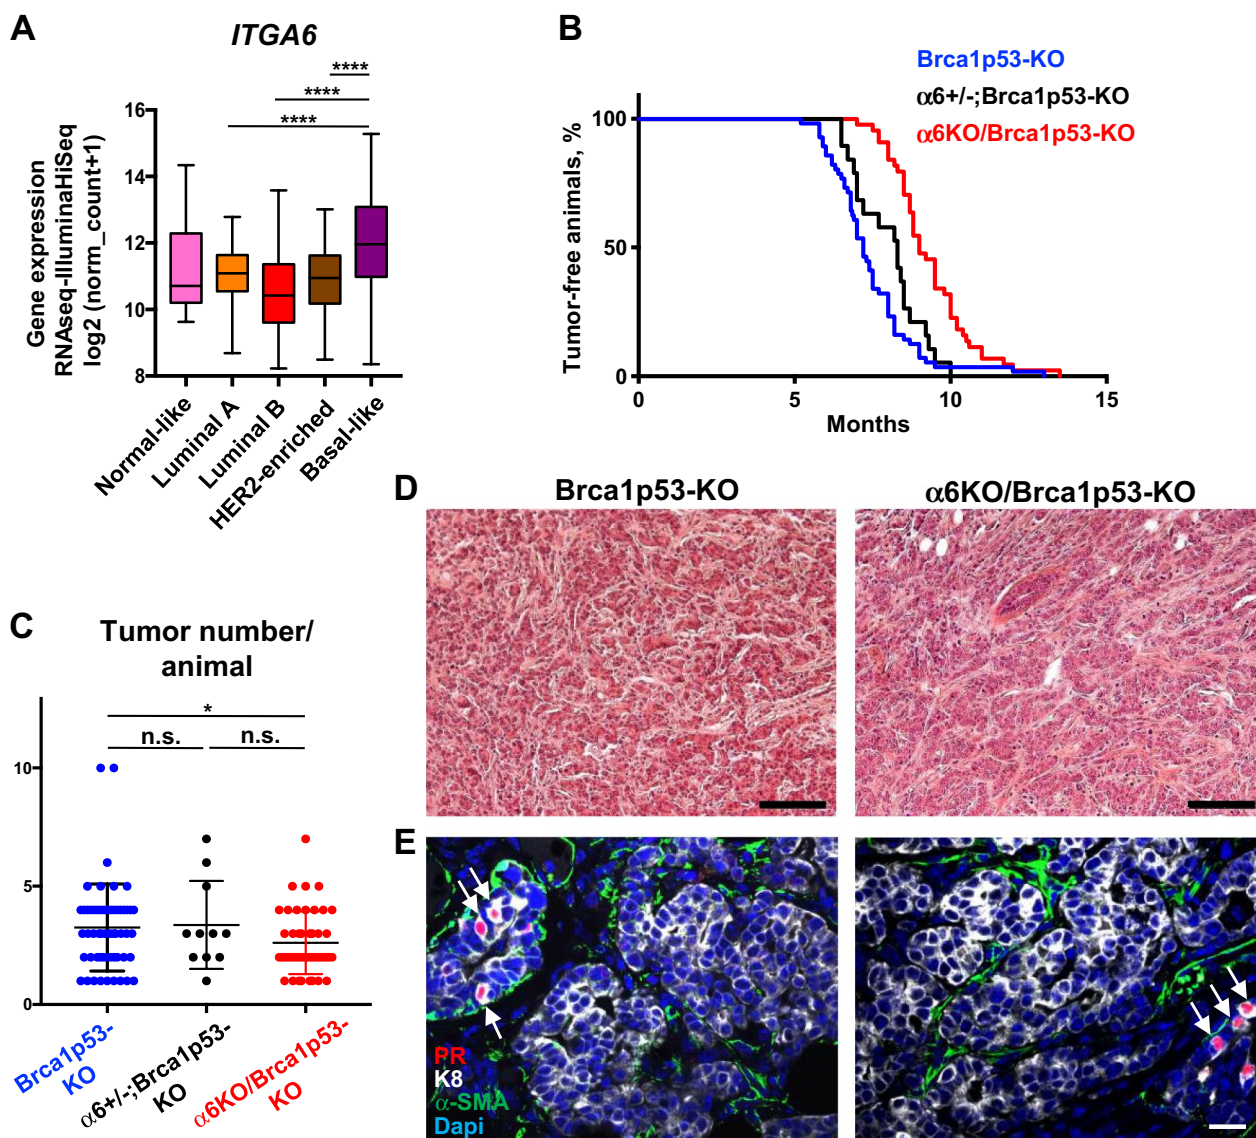 A
ITGA6
****
****
****
Gene expression
RNAseq-IlluminaHiSeq
log2 (norm_count+1)
16
14
12
10
8
Normal-like
Luminal A
Luminal B
HER2-enriched
Basal-like
B
Brca1p53-KO
α6+/-;Brca1p53-KO
α6KO/Brca1p53-KO
Tumor-free animals, %
100
50
0
0
5
10
15
Months
C
Tumor number/
animal
*
n.s.
n.s.
10
5
0
Brca1p53-
KO
α6+/-;Brca1p53-
KO
α6KO/Brca1p53-
KO
D
Brca1p53-KO
α6KO/Brca1p53-KO
E
PR
K8
α-SMA
Dapi